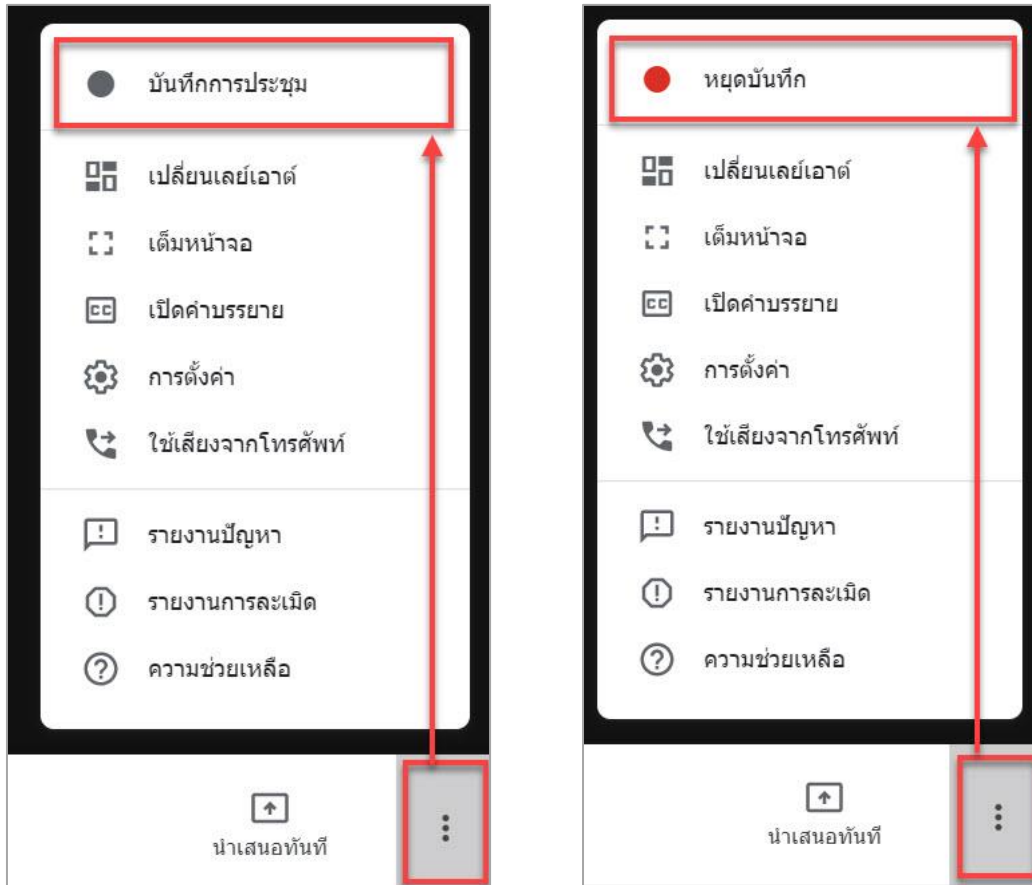 บันทึกการประชุม
เปลี่ยนเลย์เอาต์
เต็มหน้าจอ
CC เปิดคำบรรยาย
การตั้งค่า
ใช้เสียงจากโทรศัพท์
รายงานปัญหา
รายงานการละเมิด
ความช่วยเหลือ
นำเสนอทันที
หยุดบันทึก
เปลี่ยนเลย์เอาต์
เต็มหน้าจอ
CC เปิดคำบรรยาย
การตั้งค่า
ใช้เสียงจากโทรศัพท์
รายงานปัญหา
รายงานการละเมิด
ความช่วยเหลือ
นำเสนอทันที